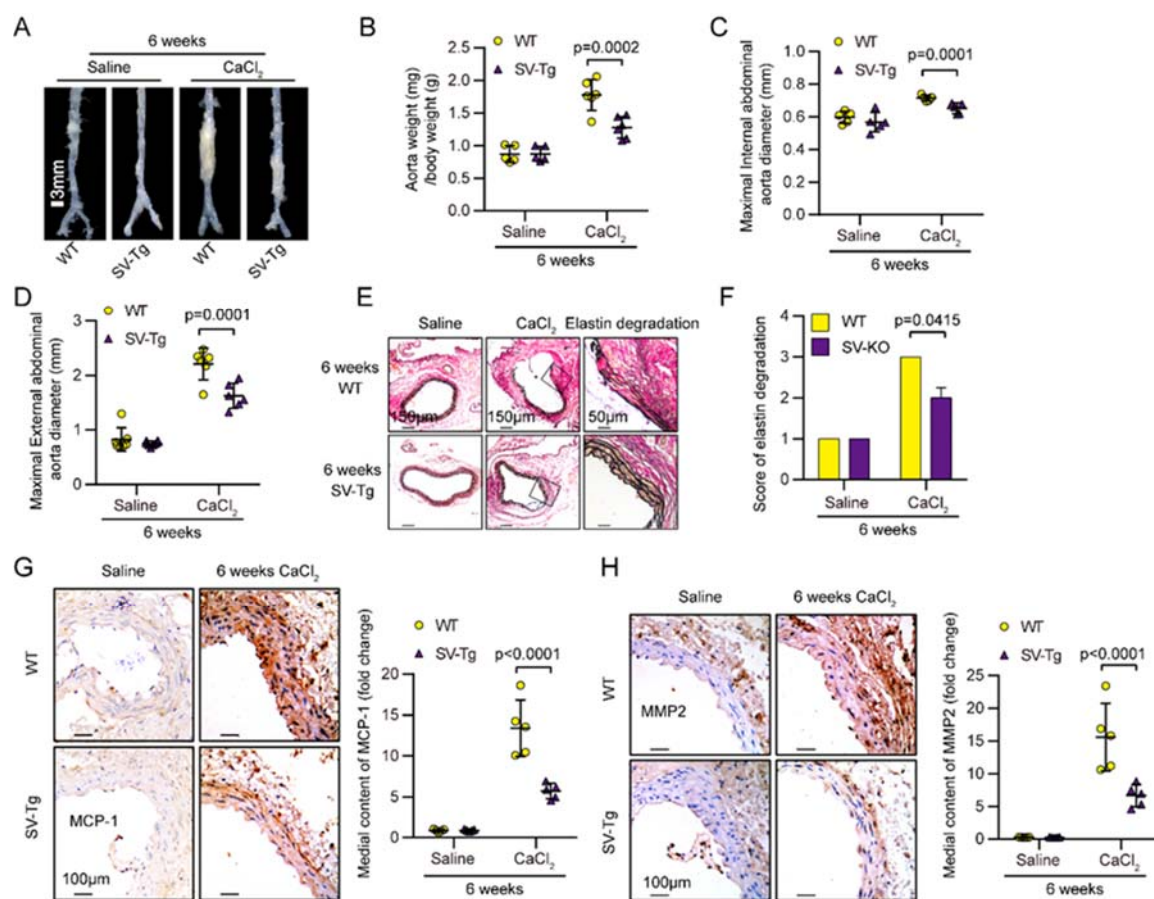 A
6 weeks
Saline
CaCl₂
3mm
WT
SV-Tg
WT
SV-Tg
B
WT
SV-Tg
p=0.0002
Aorta weight (mg)
/body weight (g)
2.5
2.0
1.5
1.0
0.5
0.0
Saline
CaCl₂
6 weeks
C
WT
SV-Tg
p=0.0001
Maximal Internal abdominal
aorta diameter (mm)
1.0
0.8
0.6
0.4
0.2
0.0
Saline
CaCl₂
6 weeks
D
WT
SV-Tg
p=0.0001
Maximal External abdominal
aorta diameter (mm)
3
2
1
0
Saline
CaCl₂
6 weeks
E
Saline
CaCl₂
Elastin degradation
6 weeks
WT
150μm
150μm
50μm
6 weeks
SV-Tg
F
WT
SV-KO
p=0.0415
Score of elastin degradation
4
3
2
1
0
Saline
CaCl₂
6 weeks
G
Saline
6 weeks CaCl₂
WT
SV-Tg
MCP-1
100μm
WT
SV-Tg
p<0.0001
Medial content of MCP-1 (fold change)
20
15
10
5
0
Saline
CaCl₂
6 weeks
H
Saline
6 weeks CaCl₂
WT
MMP2
SV-Tg
100μm
WT
SV-Tg
p<0.0001
Medial content of MMP2 (fold change)
25
20
15
10
5
0
Saline
CaCl₂
6 weeks